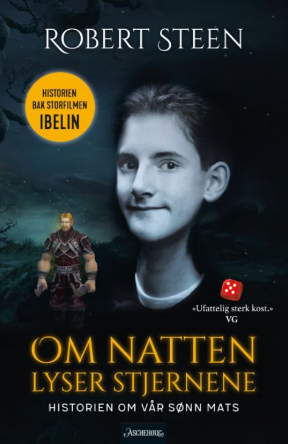 ROBERT STEEN
HISTORIEN
BAK STORFILMEN
IBELIN
«Ufattelig sterk kost.»
VG
OM NATTEN
LYSER STJERNENE
HISTORIEN OM VÅR SØNN MATS
ASCHEHOUG